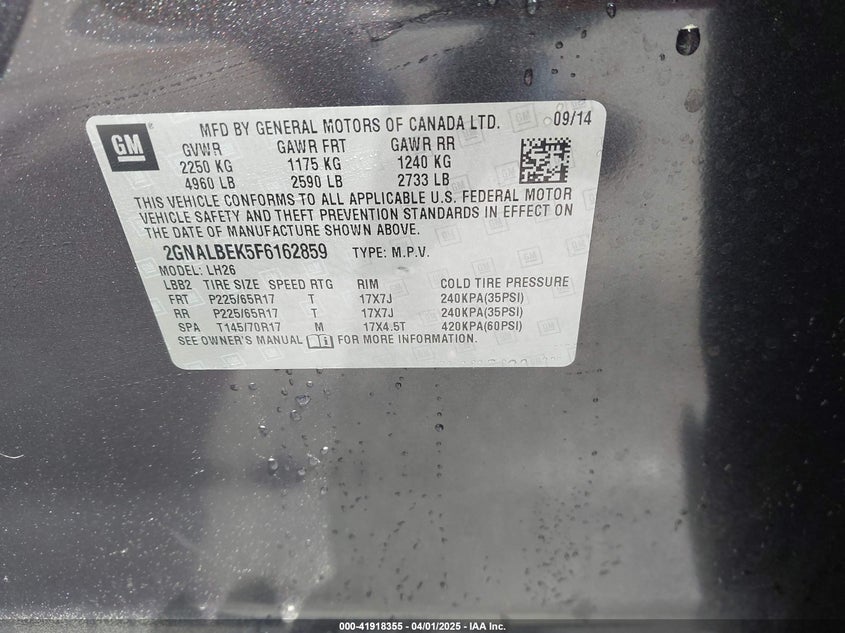 GM
MFD BY GENERAL MOTORS OF CANADA LTD. 09/14
GVWR GAWR FRT GAWR RR
2250 KG 1175 KG 1240 KG
4960 LB 2590 LB 2733 LB
THIS VEHICLE CONFORMS TO ALL APPLICABLE U.S. FEDERAL MOTOR
VEHICLE SAFETY AND THEFT PREVENTION STANDARDS IN EFFECT ON
THE DATE OF MANUFACTURE SHOWN ABOVE.
2GNALBEK5F6162859 TYPE: M.P.V.
MODEL: LH26
LBB2 TIRE SIZE SPEED RTG RIM COLD TIRE PRESSURE
FRT P225/65R17 T 17X7J 240KPA(35PSI)
RR P225/65R17 T 17X7J 240KPA(35PSI)
SPA T145/70R17 M 17X4.5T 420KPA(60PSI)
SEE OWNER'S MANUAL FOR MORE INFORMATION.
000-41918355 04/01/2025 IAA Inc.